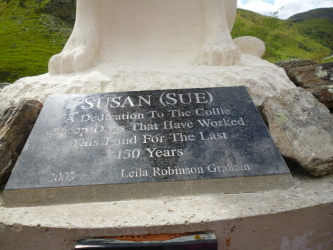 SUSAN (SUE)
A Dedication To The Collie
Sheep Dogs That Have Worked
This Land For The Last
150 Years
2005 Leila Robinson Graham